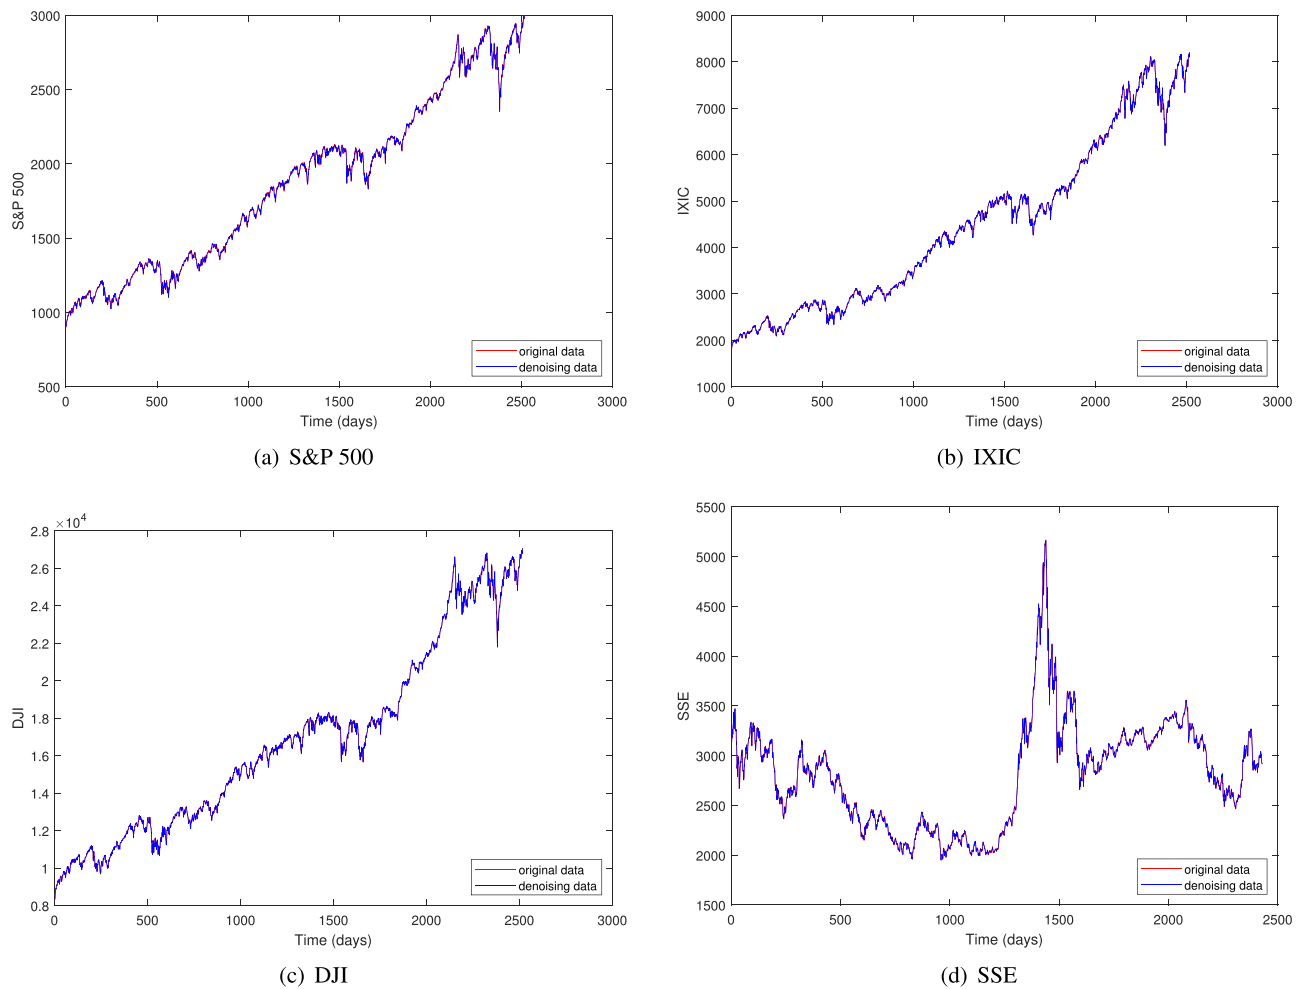 3000
2500
2000
1500
1000
500
S&P 500
0 500 1000 1500 2000 2500 3000
Time (days)
original data
denoising data
(a) S&P 500
9000
8000
7000
6000
5000
4000
3000
2000
1000
IXIC
0 500 1000 1500 2000 2500 3000
Time (days)
original data
denoising data
(b) IXIC
×10⁴
2.8
2.6
2.4
2.2
2
1.8
1.6
1.4
1.2
1
0.8
DJI
0 500 1000 1500 2000 2500 3000
Time (days)
original data
denoising data
(c) DJI
5500
5000
4500
4000
3500
3000
2500
2000
1500
SSE
0 500 1000 1500 2000 2500
Time (days)
original data
denoising data
(d) SSE